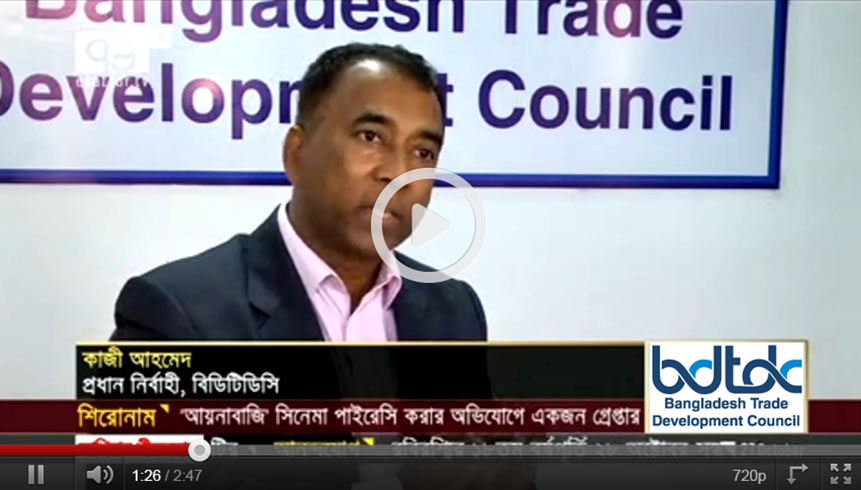 Bangladesh Trade
Development Council
৭১
কাজী আহমেদ
প্রধান নির্বাহী, বিডিটিডিসি
শিরোনাম 'আয়নাবাজি' সিনেমা পাইরেসি করার অভিযোগে একজন গ্রেপ্তার
bdtdc
Bangladesh Trade
Development Council
1:26 / 2:47
720p